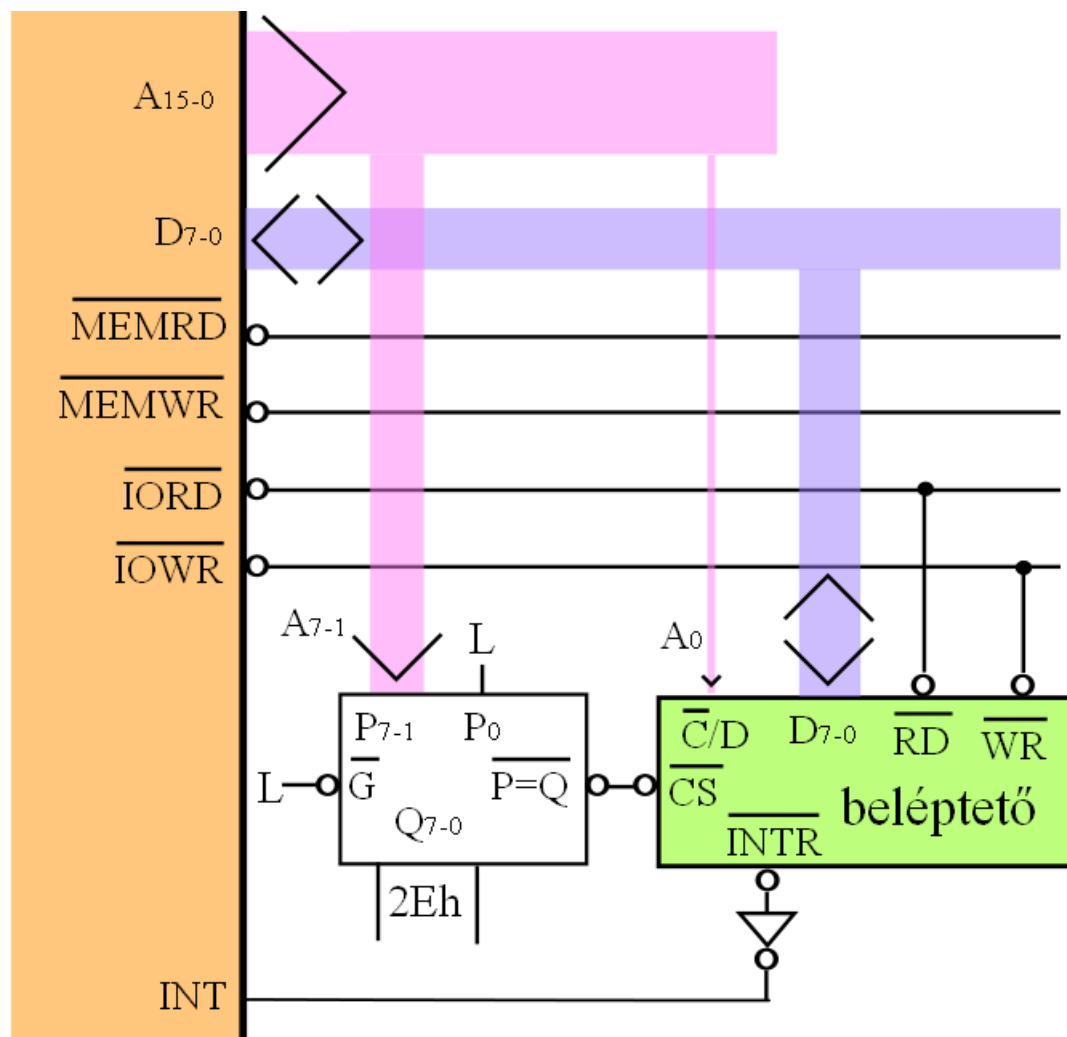 A15-0
D7-0
MEMRD
MEMWR
IORD
IOWR
A7-1
L
A0
P7-1 P0
C/D D7-0 RD WR
L
G P=Q
CS
beléptető
Q7-0
INTR
2Eh
INT